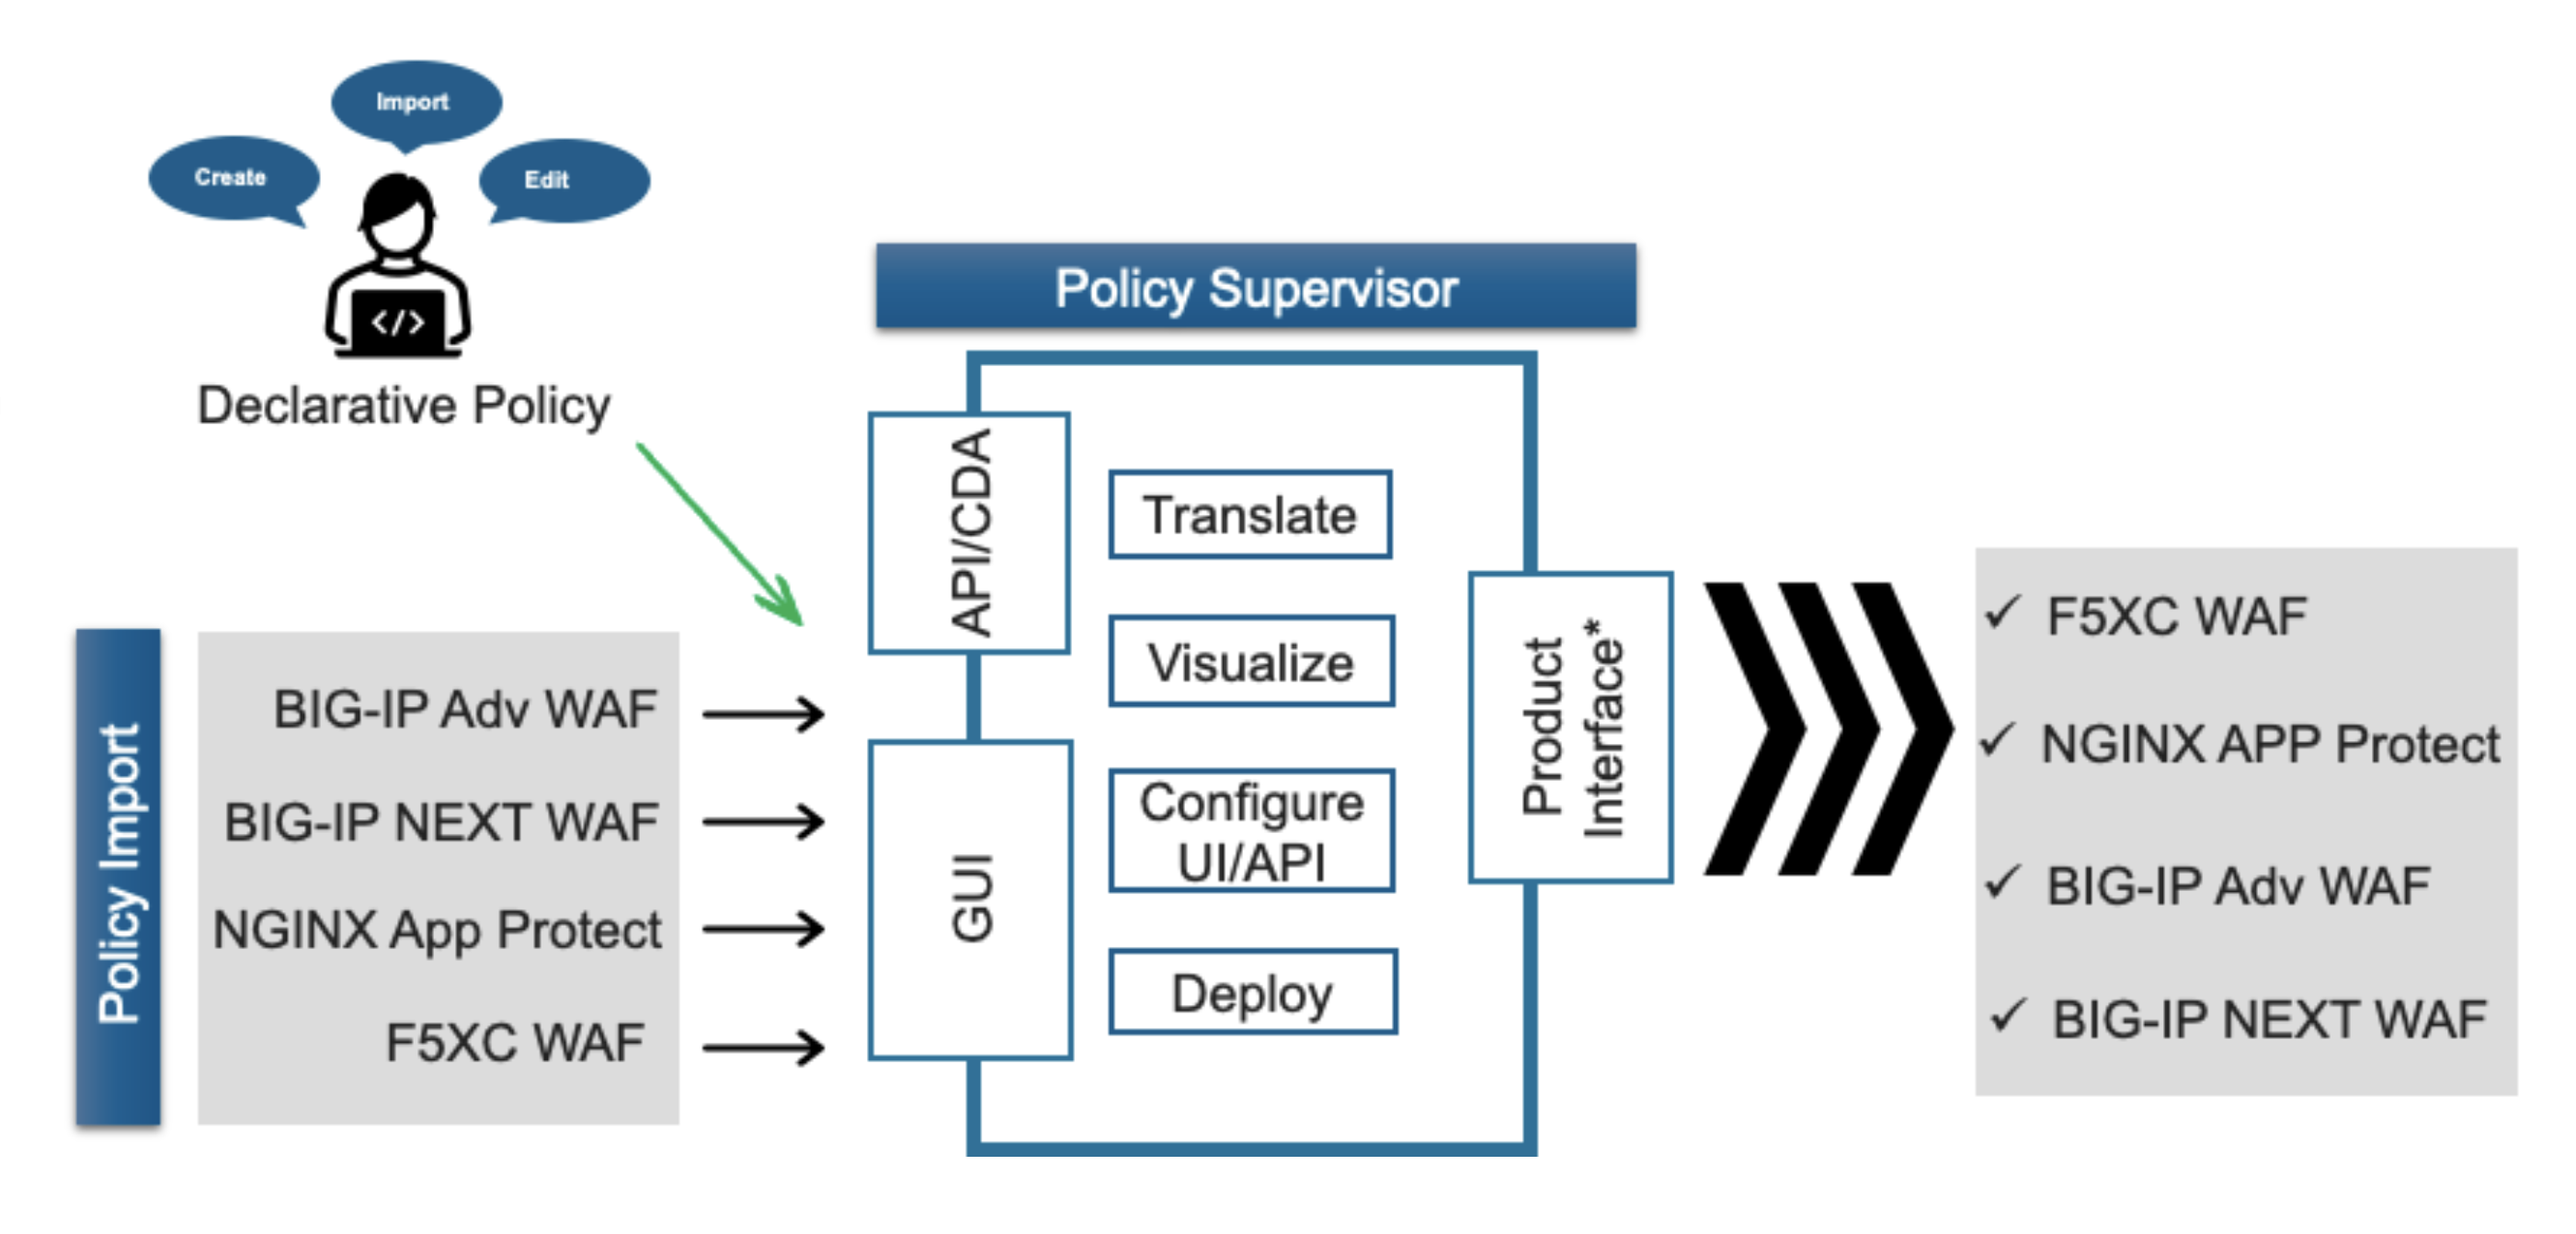 Import
Create
Edit
</>
Declarative Policy
Policy Supervisor
API/CDA
GUI
Translate
Visualize
Configure
UI/API
Deploy
Product
Interface*
Policy Import
BIG-IP Adv WAF
BIG-IP NEXT WAF
NGINX App Protect
F5XC WAF
✓ F5XC WAF
✓ NGINX APP Protect
✓ BIG-IP Adv WAF
✓ BIG-IP NEXT WAF